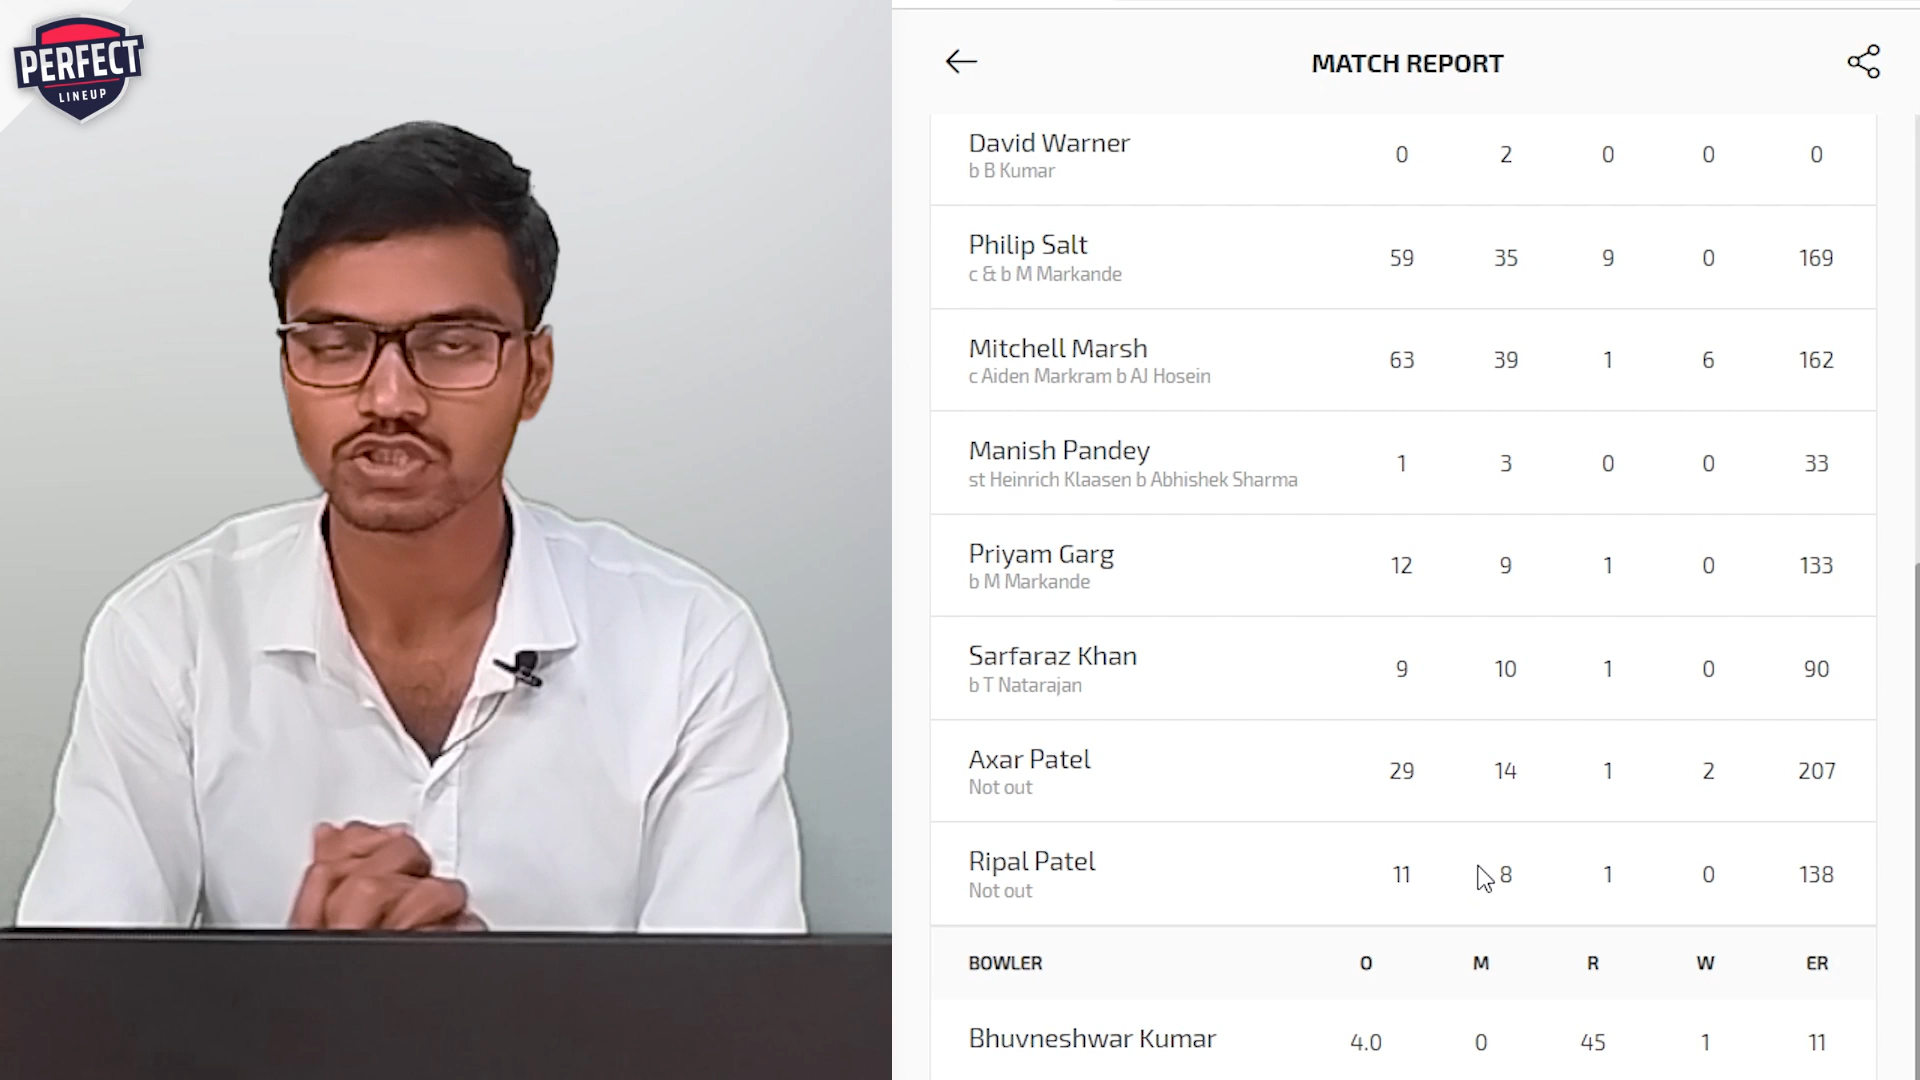 PERFECT
LINEUP
MATCH REPORT
David Warner 0 2 0 0 0
b B Kumar
Philip Salt 59 35 9 0 169
c & b M Markande
Mitchell Marsh 63 39 1 6 162
c Aiden Markram b AJ Hosein
Manish Pandey 1 3 0 0 33
st Heinrich Klaasen b Abhishek Sharma
Priyam Garg 12 9 1 0 133
b M Markande
Sarfaraz Khan 9 10 1 0 90
b T Natarajan
Axar Patel 29 14 1 2 207
Not out
Ripal Patel 11 8 1 0 138
Not out
BOWLER O M R W ER
Bhuvneshwar Kumar 4.0 0 45 1 11